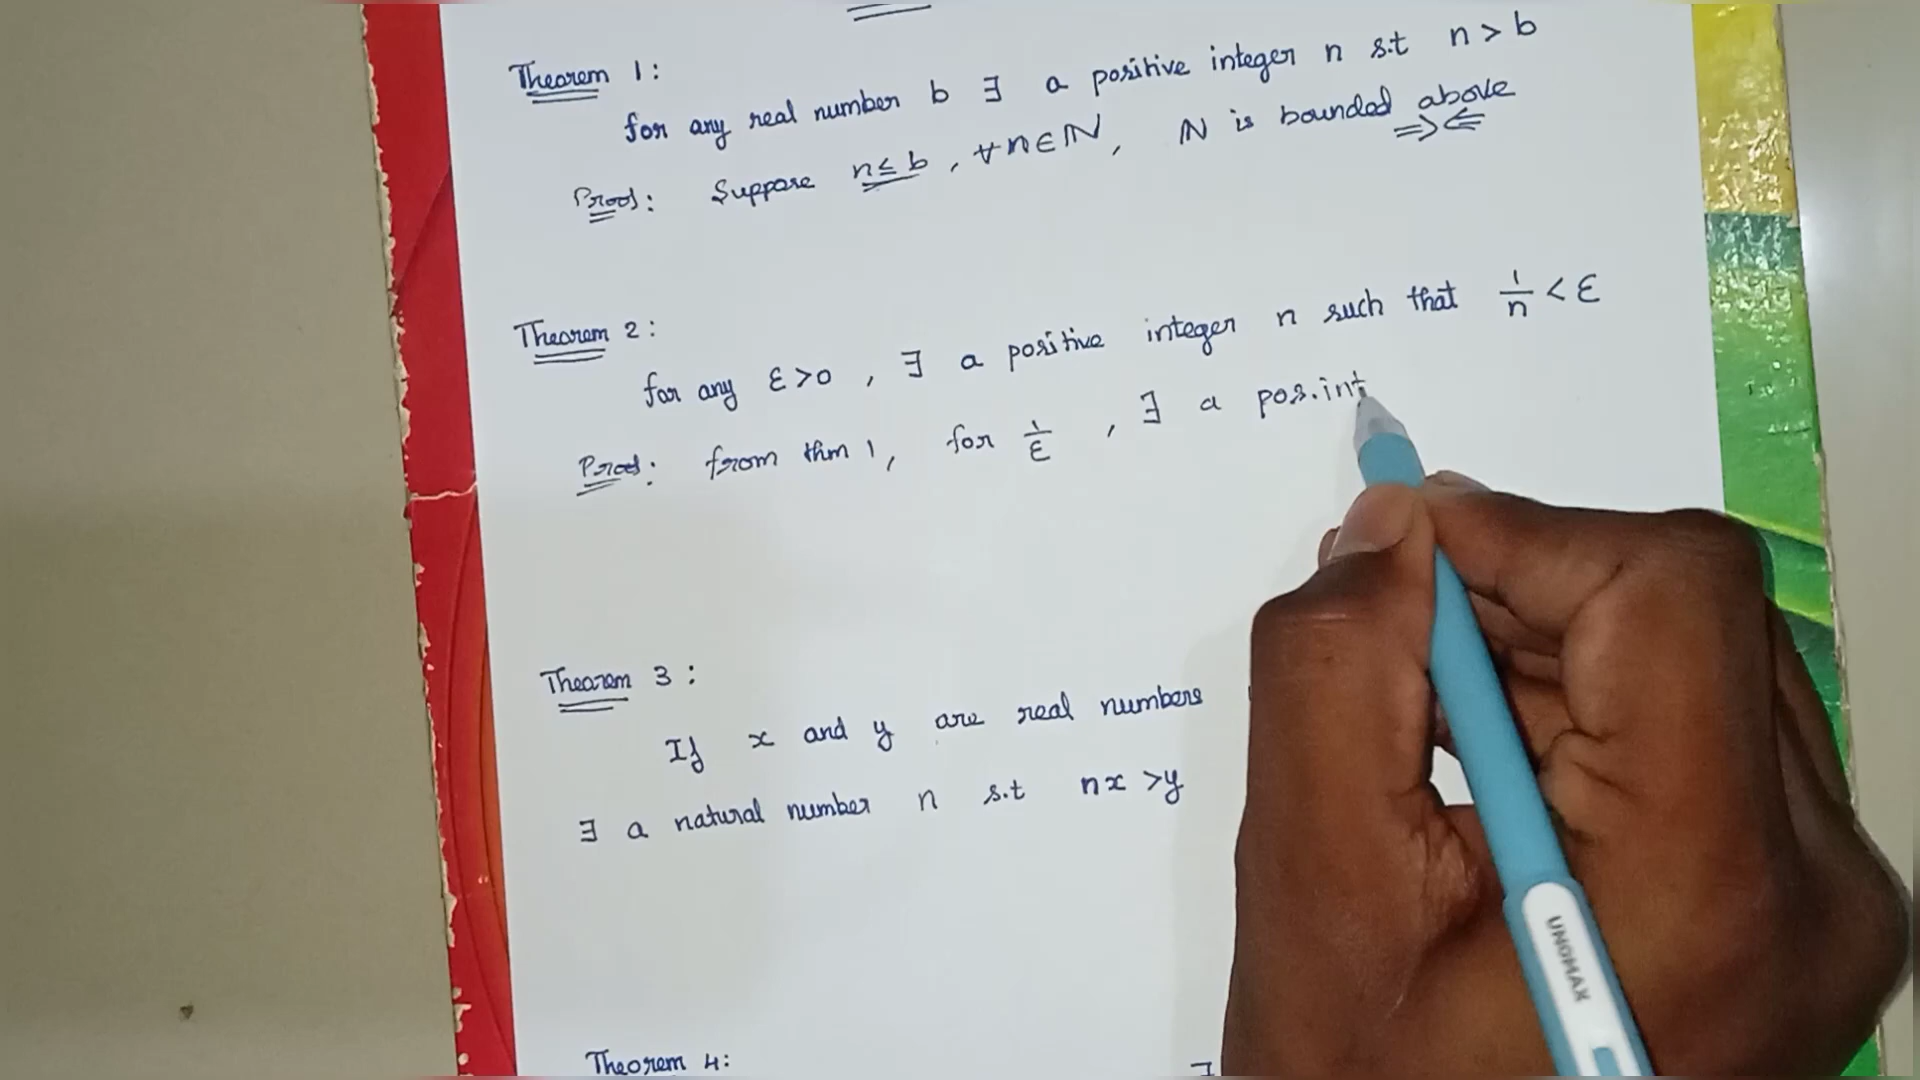 Theorem 1:
for any real number b ∃ a positive integer n s.t n > b
Proof: Suppose n ≤ b, ∀ n ∈ ℕ, ℕ is bounded above
⇒⇐
Theorem 2:
for any ε > 0, ∃ a positive integer n such that 1/n < ε
Proof: from thm 1, for 1/ε, ∃ a pos. int
Theorem 3:
If x and y are real numbers
∃ a natural number n s.t nx > y
Theorem 4:
∃
UNOMAX